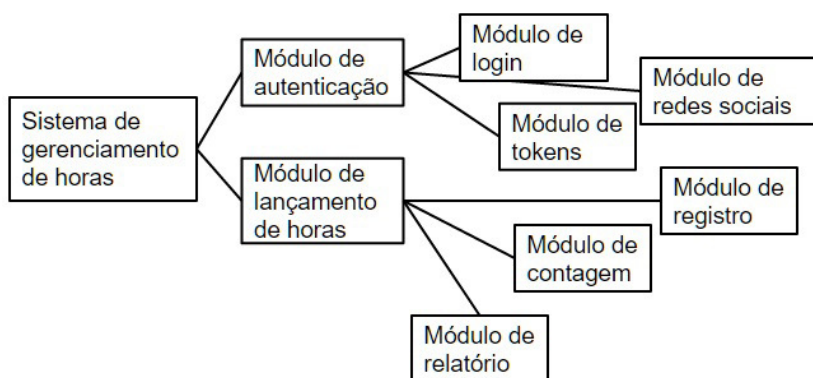 Sistema de
gerenciamento
de horas
Módulo de
autenticação
Módulo de
login
Módulo de
redes sociais
Módulo de
tokens
Módulo de
lançamento
de horas
Módulo de
registro
Módulo de
contagem
Módulo de
relatório